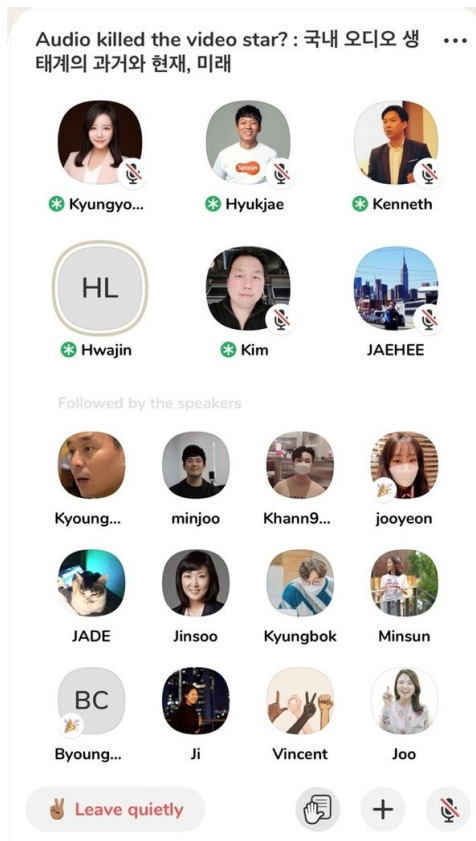 Audio killed the video star? : 국내 오디오 생
태계의 과거와 현재, 미래
Spoon
Kyungyo... Hyukjae Kenneth
HL
Hwajin Kim JAEHEE
Followed by the speakers
Kyoung... minjoo Khann9... jooyeon
JADE Jinsoo Kyungbok Minsun
BC
Byoung... Ji Vincent Joo
Leave quietly